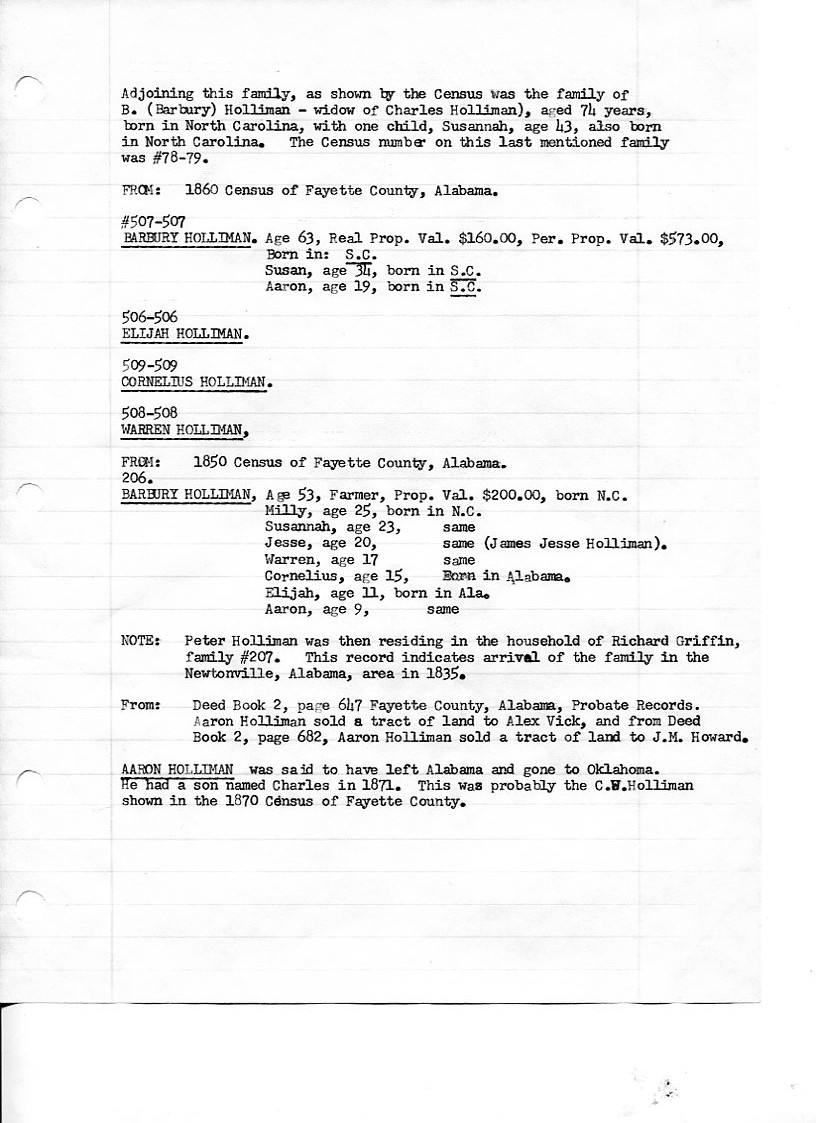 Adjoining this family, as shown by the Census was the family of
B. (Barbury) Holliman - widow of Charles Holliman), aged 74 years,
born in North Carolina, with one child, Susannah, age 43, also born
in North Carolina. The Census number on this last mentioned family
was #78-79.
FROM: 1860 Census of Fayette County, Alabama.
#507-507
BARBURY HOLLIMAN. Age 63, Real Prop. Val. $160.00, Per. Prop. Val. $573.00,
Born in: S.C.
Susan, age 34, born in S.C.
Aaron, age 19, born in S.C.
506-506
ELIJAH HOLLIMAN.
509-509
CORNELIUS HOLLIMAN.
508-508
WARREN HOLLIMAN,
FROM: 1850 Census of Fayette County, Alabama.
206.
BARBURY HOLLIMAN, Age 53, Farmer, Prop. Val. $200.00, born N.C.
Milly, age 25, born in N.C.
Susannah, age 23, same
Jesse, age 20, same (James Jesse Holliman).
Warren, age 17 same
Cornelius, age 15, Born in Alabama.
Elijah, age 11, born in Ala.
Aaron, age 9, same
NOTE: Peter Holliman was then residing in the household of Richard Griffin,
family #207. This record indicates arrival of the family in the
Newtonville, Alabama, area in 1835.
From: Deed Book 2, page 647 Fayette County, Alabama, Probate Records.
Aaron Holliman sold a tract of land to Alex Vick, and from Deed
Book 2, page 682, Aaron Holliman sold a tract of land to J.M. Howard.
AARON HOLLIMAN was said to have left Alabama and gone to Oklahoma.
He had a son named Charles in 1871. This was probably the C.W.Holliman
shown in the 1870 Census of Fayette County.